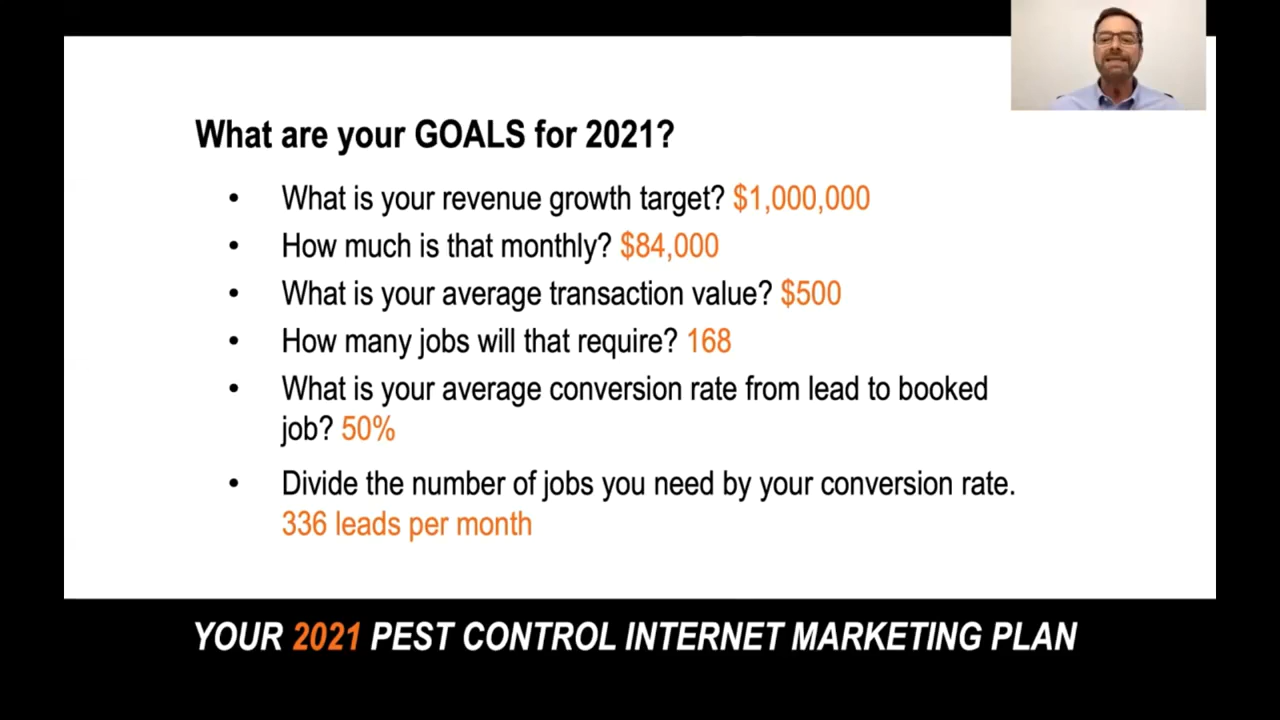 What are your GOALS for 2021?
• What is your revenue growth target? $1,000,000
• How much is that monthly? $84,000
• What is your average transaction value? $500
• How many jobs will that require? 168
• What is your average conversion rate from lead to booked
job? 50%
• Divide the number of jobs you need by your conversion rate.
336 leads per month
YOUR 2021 PEST CONTROL INTERNET MARKETING PLAN